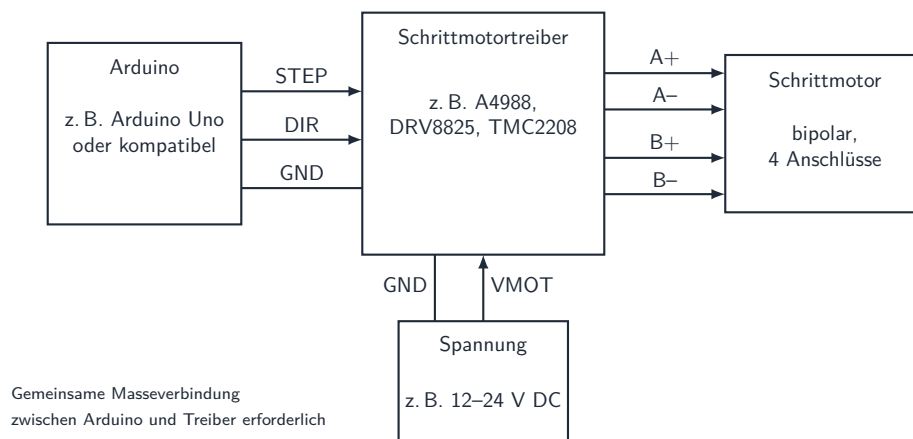 Arduino
z. B. Arduino Uno
oder kompatibel
STEP
DIR
GND
Schrittmotortreiber
z. B. A4988,
DRV8825, TMC2208
A+
A–
B+
B–
Schrittmotor
bipolar,
4 Anschlüsse
GND
VMOT
Spannung
z. B. 12–24 V DC
Gemeinsame Masseverbindung
zwischen Arduino und Treiber erforderlich